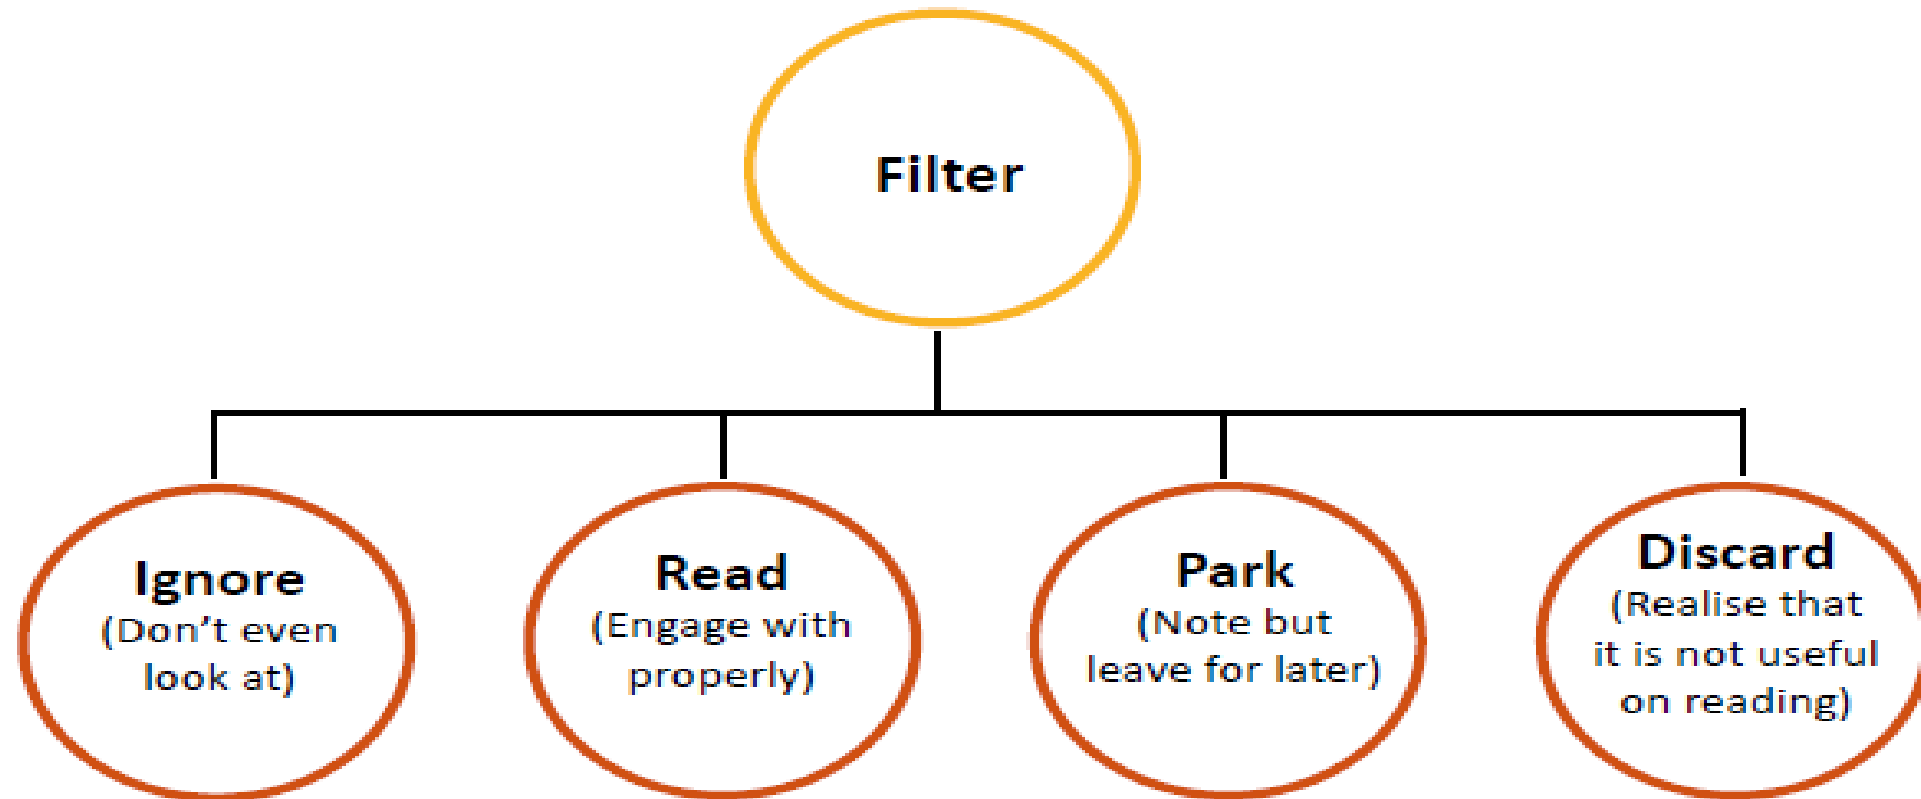 Filter
Ignore
(Don’t even
look at)
Read
(Engage with
properly)
Park
(Note but
leave for later)
Discard
(Realise that
it is not useful
on reading)